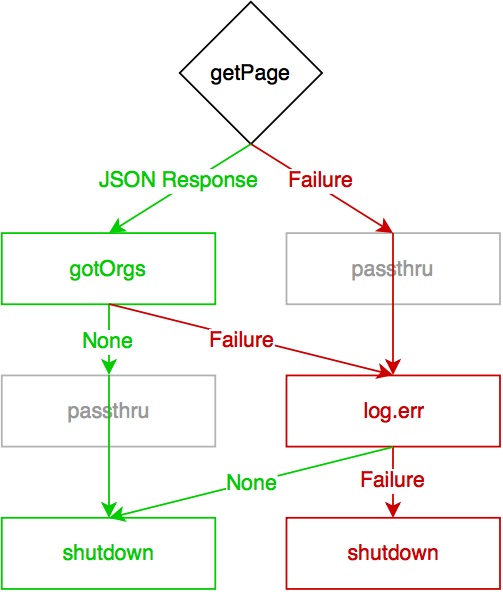 getPage
JSON Response
Failure
gotOrgs
passthru
None
Failure
passthru
log.err
None
Failure
shutdown
shutdown